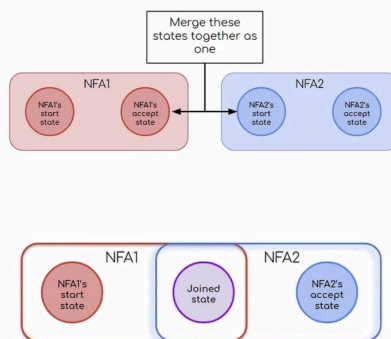 Merge these
states together as
one
NFA1
NFA2
NFA1's
start
state
NFA1's
accept
state
NFA2's
start
state
NFA2's
accept
state
NFA1
NFA2
NFA1's
start
state
Joined
state
NFA2's
accept
state